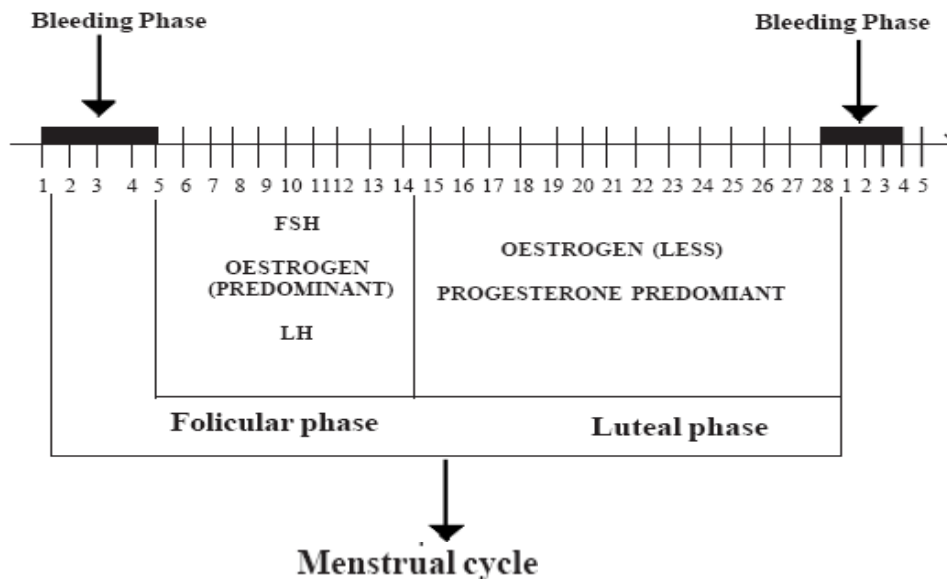 Bleeding Phase
Bleeding Phase
1 2 3 4 5 6 7 8 9 10 11 12 13 14 15 16 17 18 19 20 21 22 23 24 25 26 27 28 1 2 3 4 5
FSH
OESTROGEN
(PREDOMINANT)
LH
OESTROGEN (LESS)
PROGESTERONE PREDOMIANT
Folicular phase
Luteal phase
Menstrual cycle